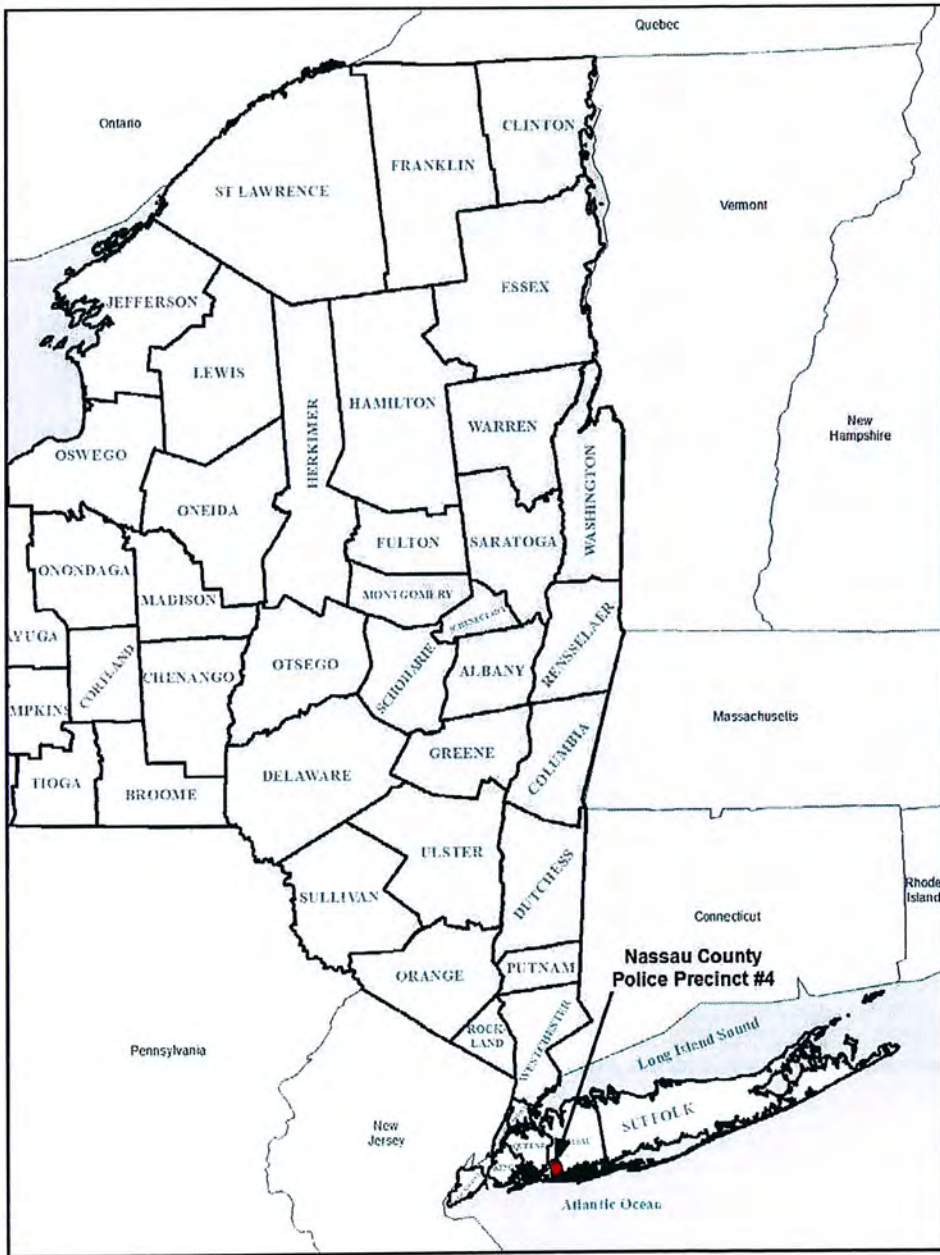 Quebec
Ontario
CLINTON
FRANKLIN
ST LAWRENCE
Vermont
ESSEX
JEFFERSON
LEWIS
HAMILTON
HERKIMER
WARREN
New
Hampshire
OSWEGO
WASHINGTON
ONEIDA
FULTON
SARATOGA
ONONDAGA
MADISON
MONTGOMERY
SCHENECTADY
AYUGA
CORTLAND
CHENANGO
OTSEGO
SCHOHARIE
ALBANY
RENSSELAER
MPKINS
Massachusetts
GREENE
COLUMBIA
TIOGA
BROOME
DELAWARE
ULSTER
DUTCHESS
SULLIVAN
Rhode
Island
Connecticut
Nassau County
Police Precinct #4
ORANGE
PUTNAM
ROCK-
LAND
WESTCHESTER
Pennsylvania
Long Island Sound
SUFFOLK
New
Jersey
QUEENS
Atlantic Ocean